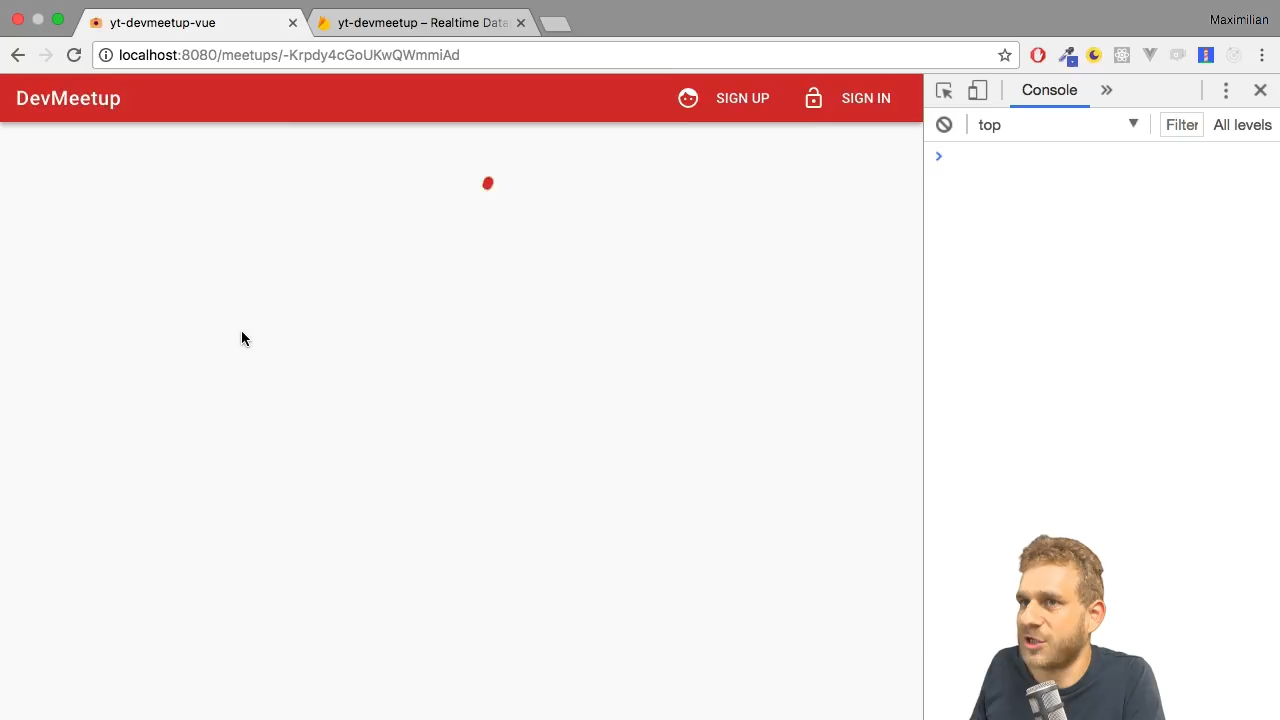 yt-devmeetup-vue
yt-devmeetup – Realtime Data
Maximilian
localhost:8080/meetups/-Krpdy4cGoUKwQWmmiAd
DevMeetup
SIGN UP
SIGN IN
Console
top
Filter
All levels